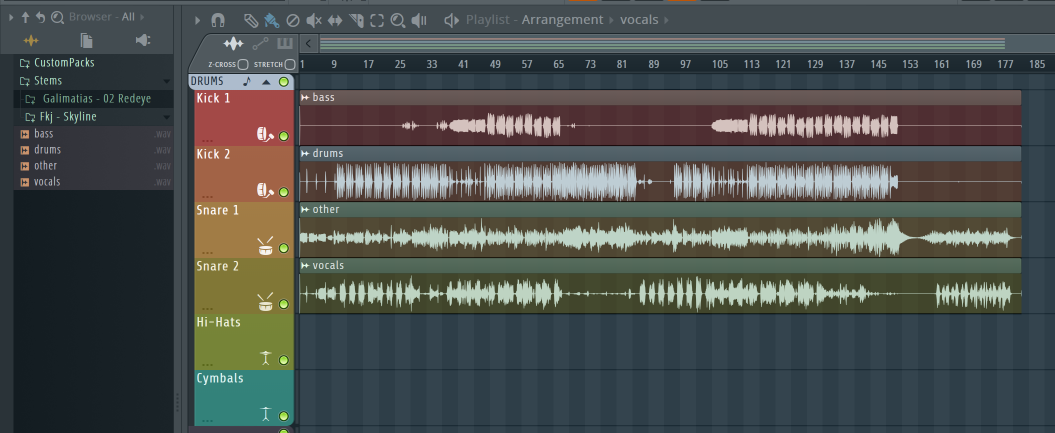 Browser - All
Playlist - Arrangement › vocals ›
CustomPacks
Stems
Galimatias - 02 Redeye
Fkj - Skyline
bass .wav
drums .wav
other .wav
vocals .wav
Z-CROSS STRETCH
1 9 17 25 33 41 49 57 65 73 81 89 97 105 113 121 129 137 145 153 161 169 177 185
DRUMS
Kick 1
bass
Kick 2
drums
Snare 1
other
Snare 2
vocals
Hi-Hats
Cymbals